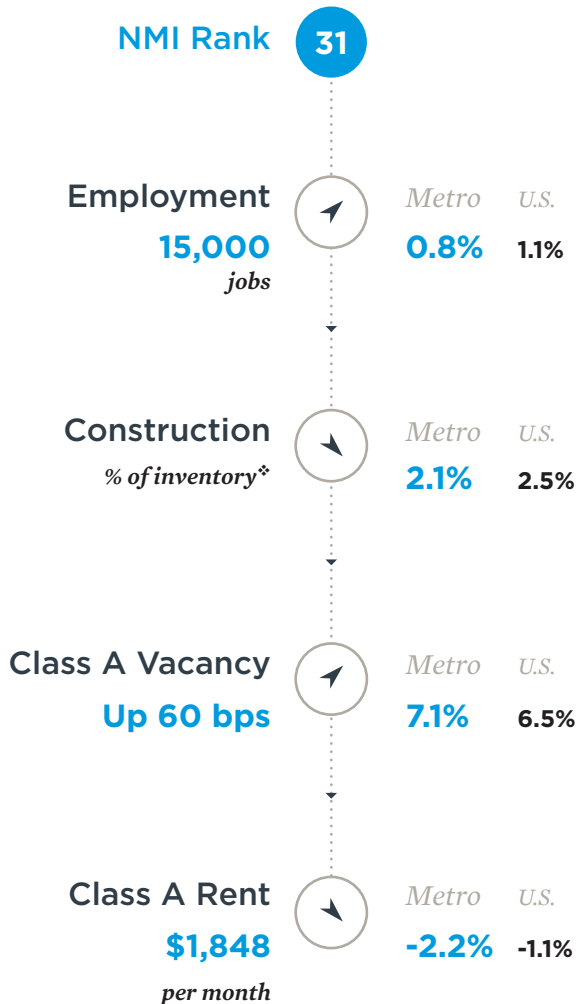 NMI Rank 31
Employment Metro U.S.
15,000 0.8% 1.1%
jobs
Construction Metro U.S.
% of inventory❖ 2.1% 2.5%
Class A Vacancy Metro U.S.
Up 60 bps 7.1% 6.5%
Class A Rent Metro U.S.
$1,848 -2.2% -1.1%
per month